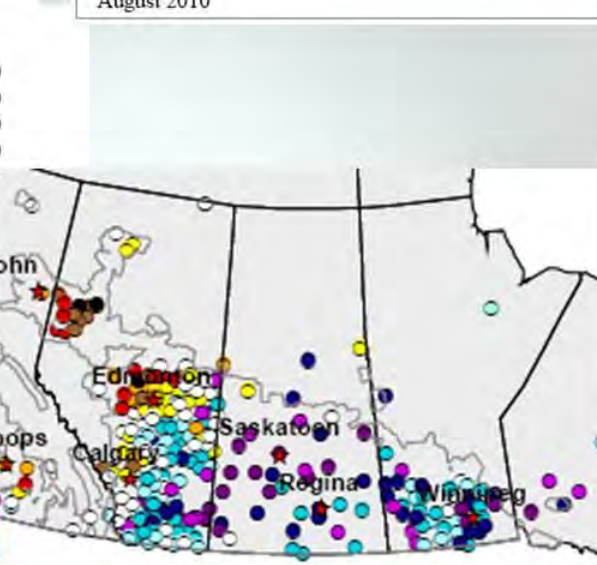 August 2010
ohn
Edmonton
Saskatoon
oops
Calgary
Regina
Winnipeg